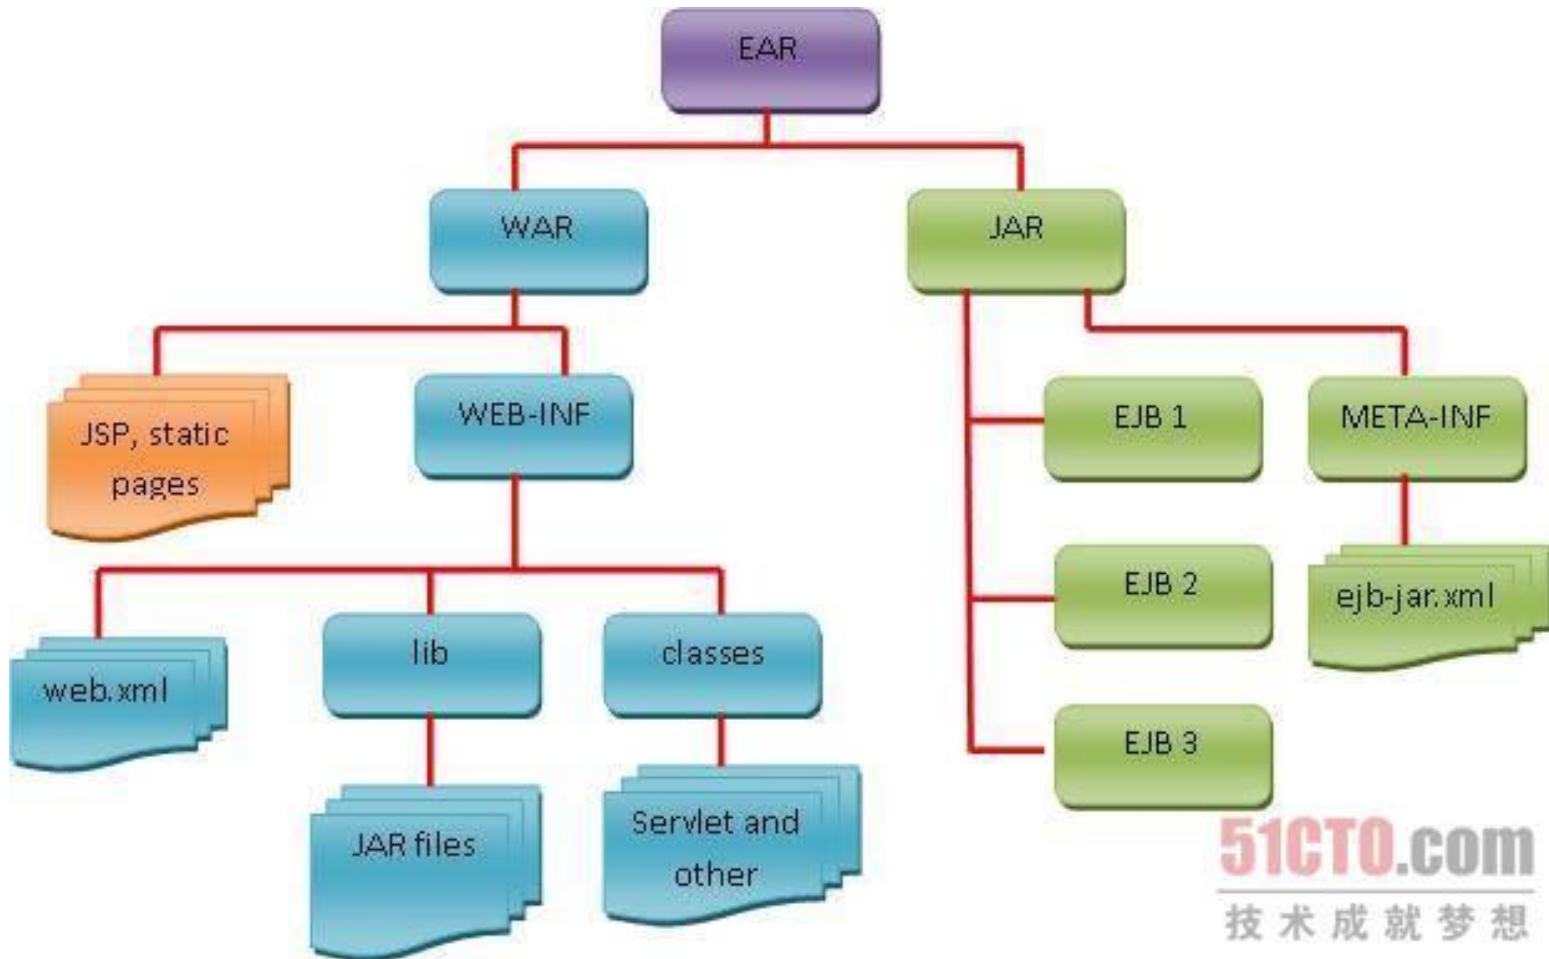 EAR
WAR
JAR
JSP, static
pages
WEB-INF
EJB 1
META-INF
EJB 2
ejb-jar.xml
web.xml
lib
classes
EJB 3
JAR files
Servlet and
other
51CTO.com
技术成就梦想